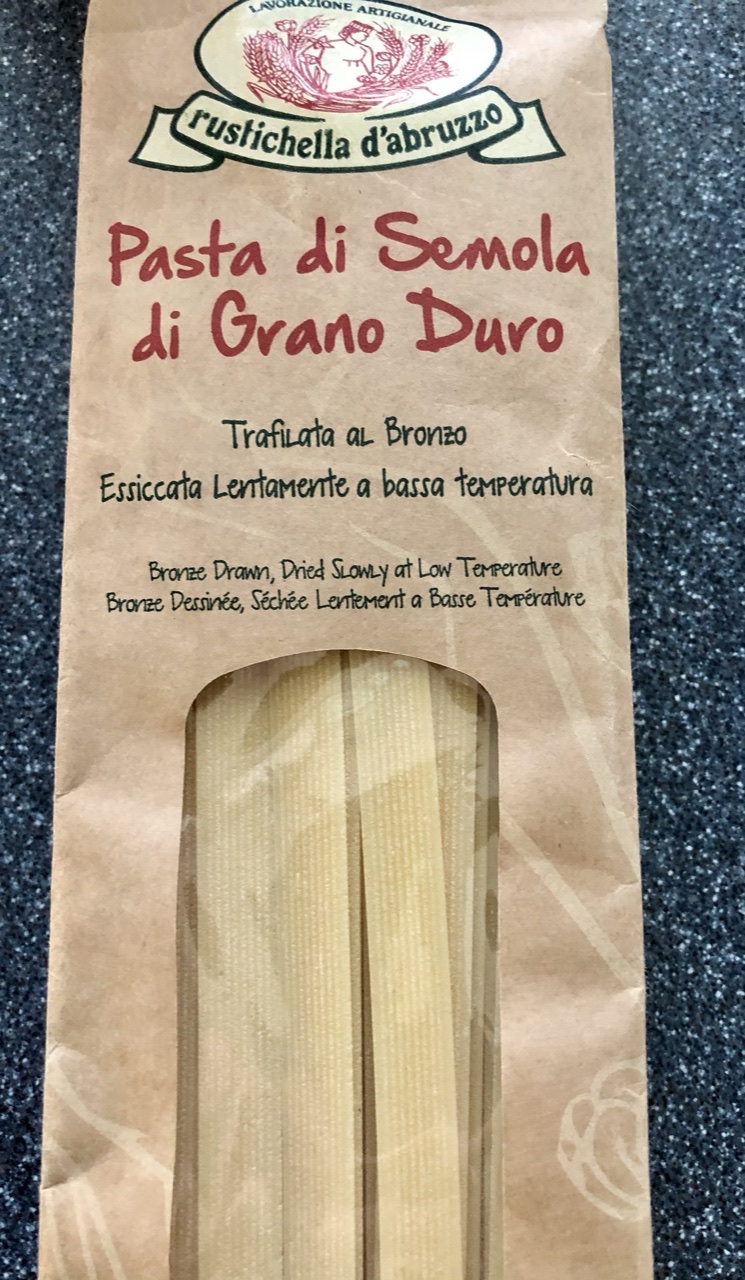 LAVORAZIONE ARTIGIANALE
rustichella d'abruzzo
Pasta di Semola
di Grano Duro
Trafilata al Bronzo
Essiccata Lentamente a bassa temperatura
Bronze Drawn, Dried Slowly at Low Temperature
Bronze Dessinée, Séchée Lentement a Basse Température